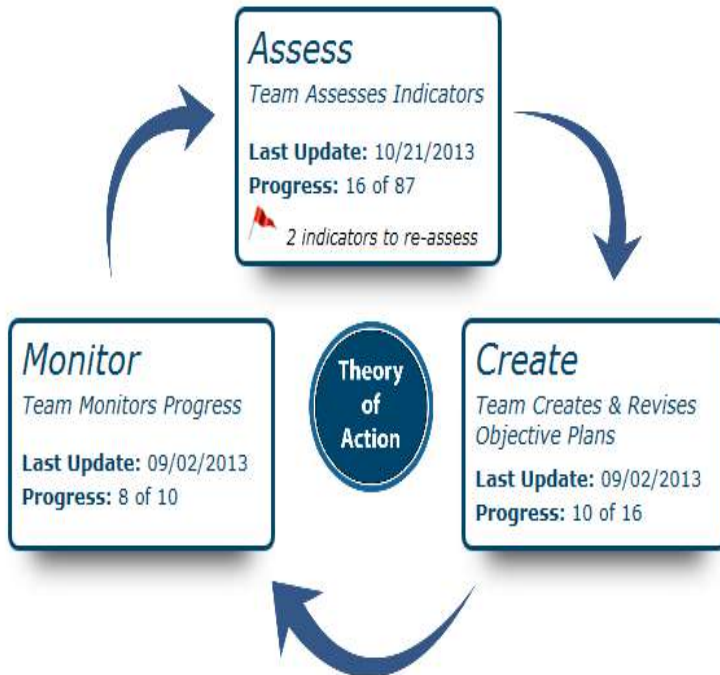 Assess
Team Assesses Indicators
Last Update: 10/21/2013
Progress: 16 of 87
2 indicators to re-assess
Monitor
Team Monitors Progress
Last Update: 09/02/2013
Progress: 8 of 10
Theory
of
Action
Create
Team Creates & Revises
Objective Plans
Last Update: 09/02/2013
Progress: 10 of 16